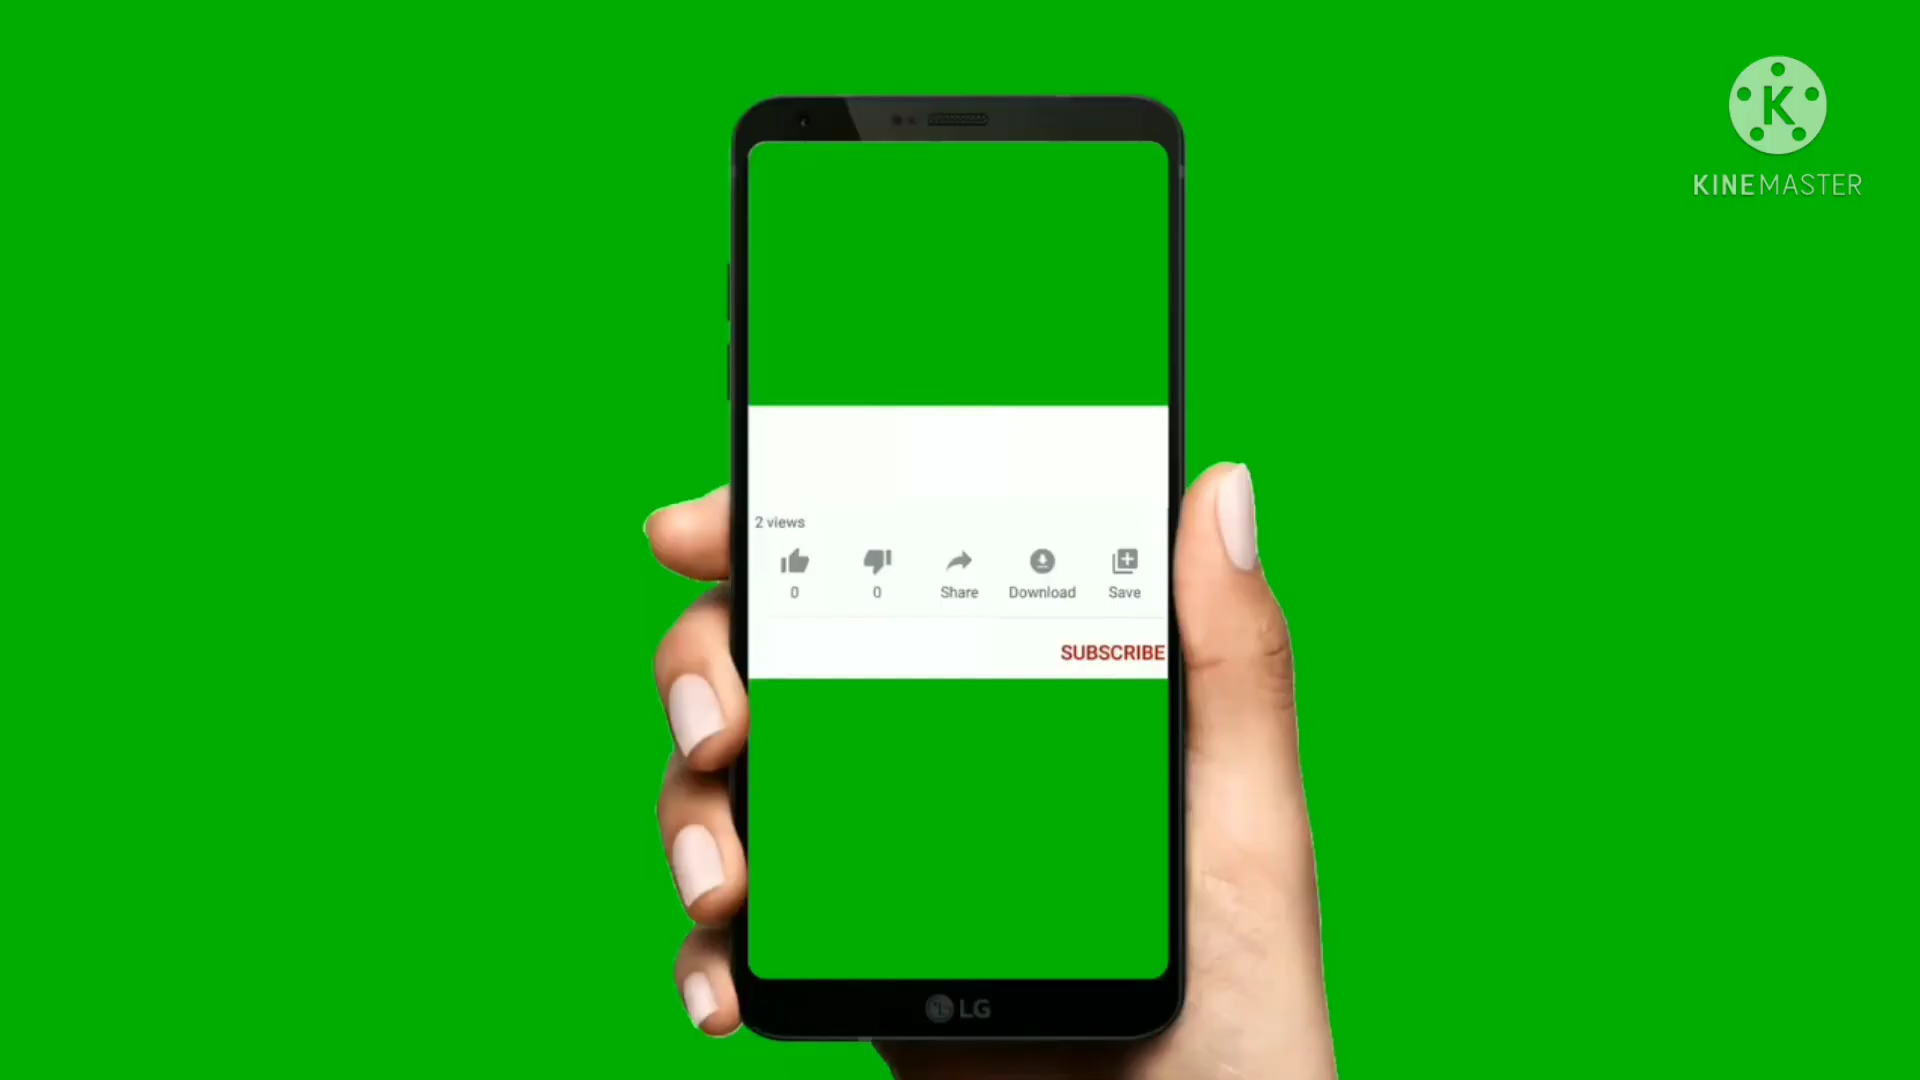 K
KINEMASTER
2 views
0 0 Share Download Save
SUBSCRIBE
LG